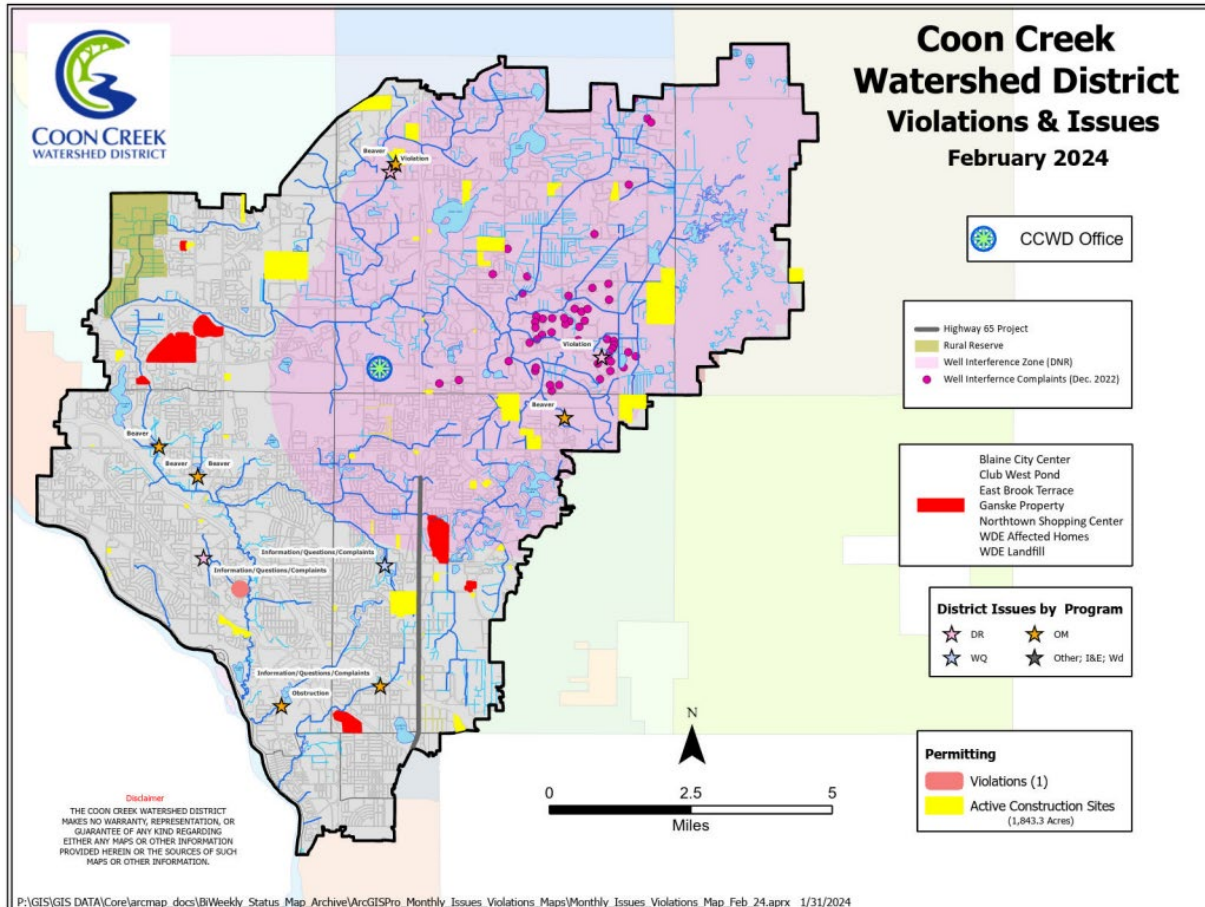 COON CREEK
WATERSHED DISTRICT
Coon Creek
Watershed District
Violations & Issues
February 2024
CCWD Office
Highway 65 Project
Rural Reserve
Well Interference Zone (DNR)
Well Interfernce Complaints (Dec. 2022)
Blaine City Center
Club West Pond
East Brook Terrace
Ganske Property
Northtown Shopping Center
WDE Affected Homes
WDE Landfill
District Issues by Program
DR
OM
WQ
Other; I&E; Wd
Permitting
Violations (1)
Active Construction Sites
(1,843.3 Acres)
Beaver
Violation
Violation
Beaver
Beaver
Beaver
Beaver
Information/Questions/Complaints
Information/Questions/Complaints
Information/Questions/Complaints
Obstruction
N
0
2.5
5
Miles
Disclaimer
THE COON CREEK WATERSHED DISTRICT
MAKES NO WARRANTY, REPRESENTATION, OR
GUARANTEE OF ANY KIND REGARDING
EITHER ANY MAPS OR OTHER INFORMATION
PROVIDED HEREIN OR THE SOURCES OF SUCH
MAPS OR OTHER INFORMATION.
P:\GIS\GIS DATA\Core\arcmap_docs\BiWeekly_Status_Map_Archive\ArcGISPro_Monthly_Issues_Violations_Maps\Monthly_Issues_Violations_Map_Feb_24.aprx 1/31/2024